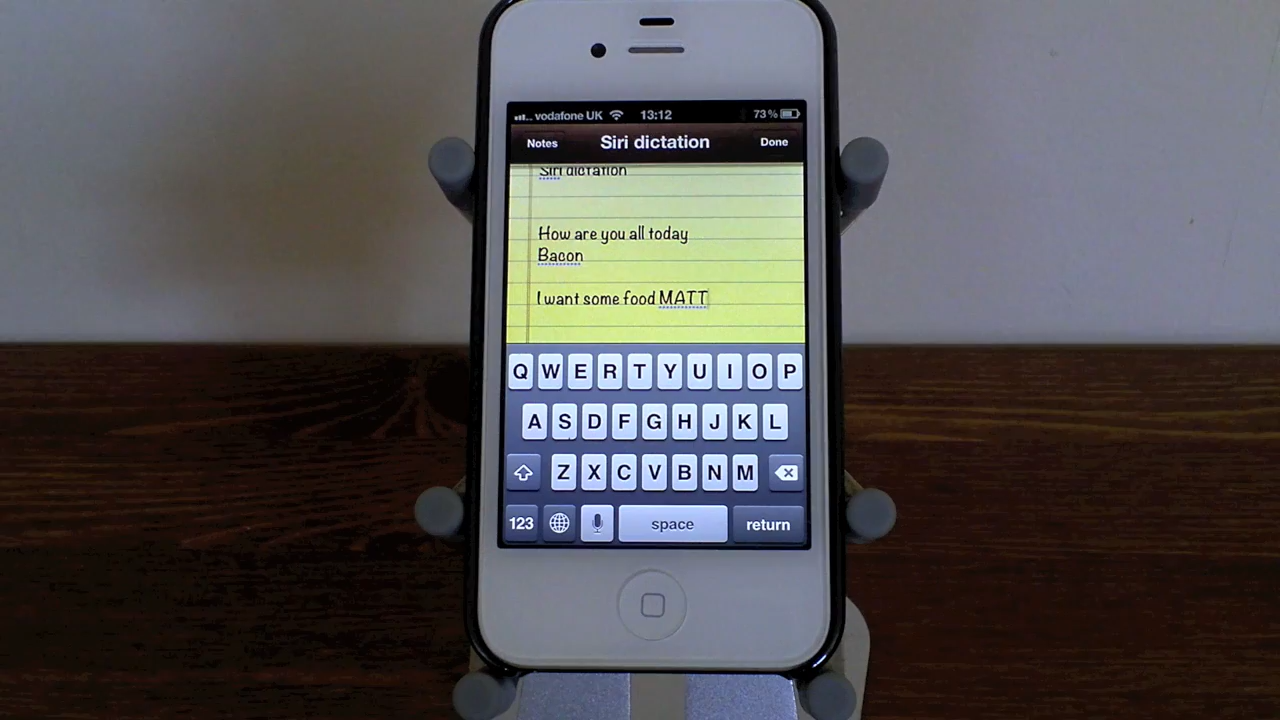 vodafone UK 13:12 73%
Notes Siri dictation Done
Siri dictation
How are you all today
Bacon
I want some food MATT
Q W E R T Y U I O P
A S D F G H J K L
Z X C V B N M
123 space return